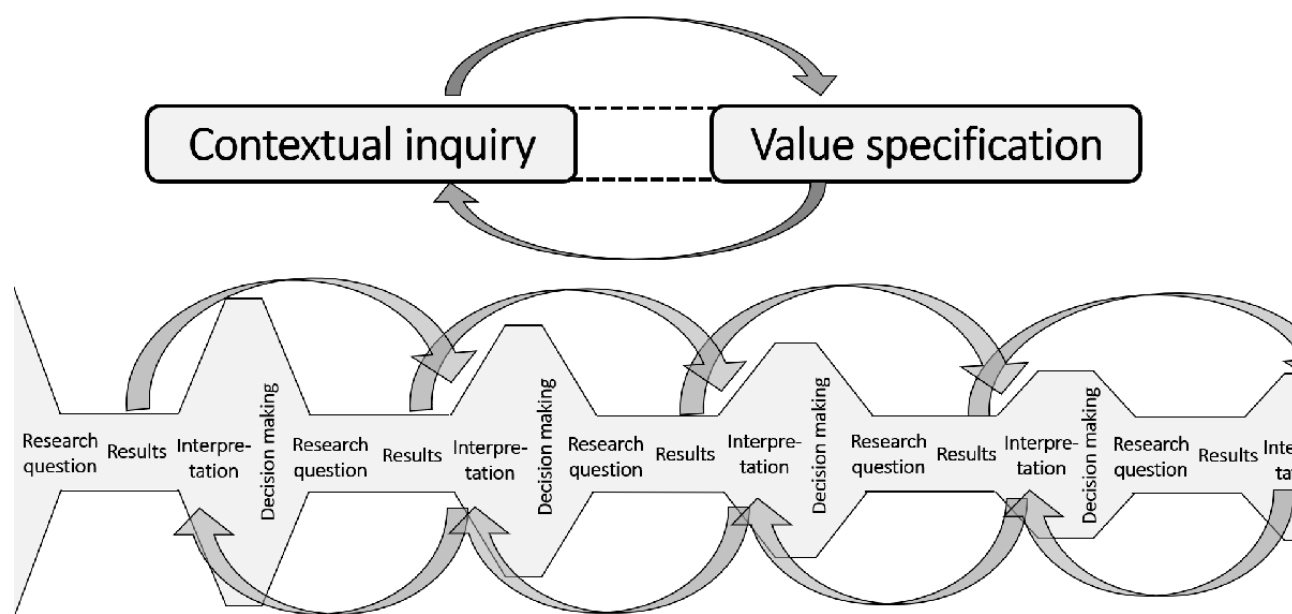 Contextual inquiry
Value specification
Research
question
Results
Interpre-
tation
Decision making
Research
question
Results
Interpre-
tation
Decision making
Research
question
Results
Interpre-
tation
Decision making
Research
question
Results
Interpre-
tation
Decision making
Research
question
Results